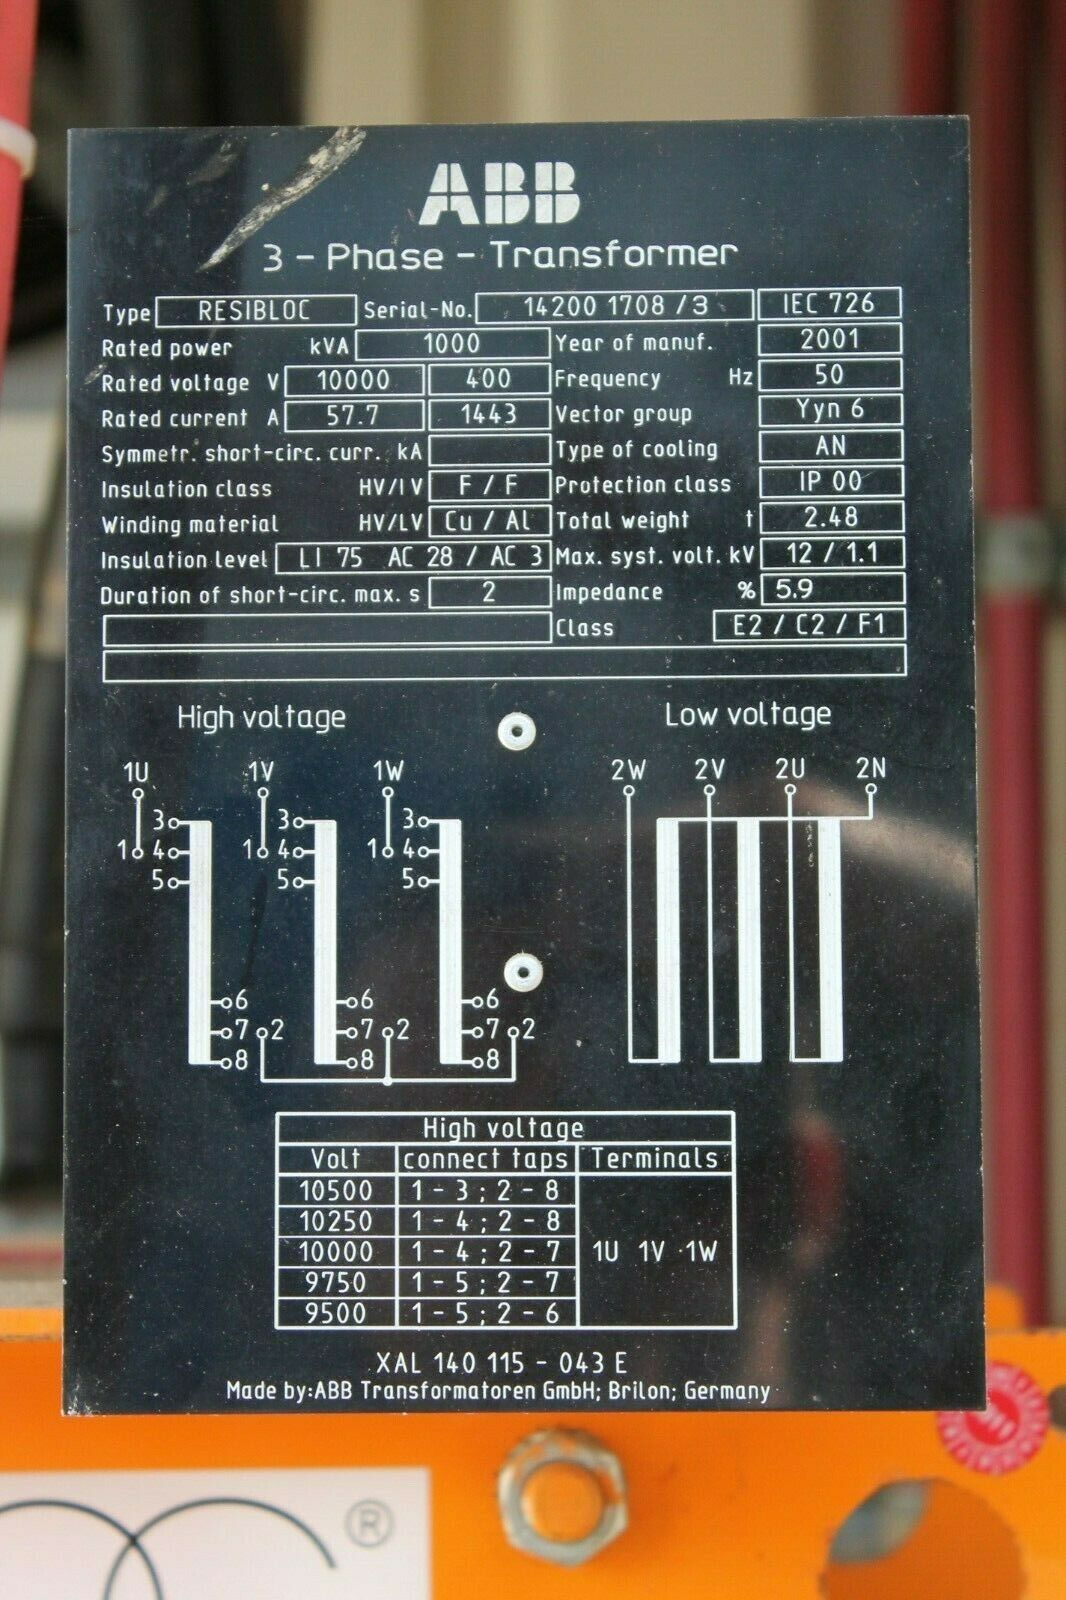 ABB
3 - Phase - Transformer
Type RESIBLOC Serial-No. 14200 1708 /3 IEC 726
Rated power kVA 1000 Year of manuf. 2001
Rated voltage V 10000 400 Frequency Hz 50
Rated current A 57.7 1443 Vector group Yyn 6
Symmetr. short-circ. curr. kA Type of cooling AN
Insulation class HV/LV F / F Protection class IP 00
Winding material HV/LV Cu / Al Total weight t 2.48
Insulation level LI 75 AC 28 / AC 3 Max. syst. volt. kV 12 / 1.1
Duration of short-circ. max. s 2 Impedance % 5.9
Class E2 / C2 / F1
High voltage Low voltage
1U 1V 1W 2W 2V 2U 2N
3 3 3
1 4 1 4 1 4
5 5 5
6 6 6
7 2 7 2 7 2
8 8 8
High voltage
Volt connect taps Terminals
10500 1 - 3 ; 2 - 8
10250 1 - 4 ; 2 - 8
10000 1 - 4 ; 2 - 7 1U 1V 1W
9750 1 - 5 ; 2 - 7
9500 1 - 5 ; 2 - 6
XAL 140 115 - 043 E
Made by:ABB Transformatoren GmbH; Brilon; Germany
®